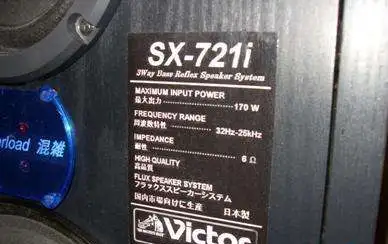 SX-721i
3Way Bass Reflex Speaker System
MAXIMUM INPUT POWER
最大出力 170 W
FREQUENCY RANGE
周波数特性 32Hz-25kHz
IMPEDANCE
耐性 6 Ω
HIGH QUALITY
高品質
FLUX SPEAKER SYSTEM
フラックススピーカーシステム
国内市場向けに生産 日本製
Victor
erload 混雑